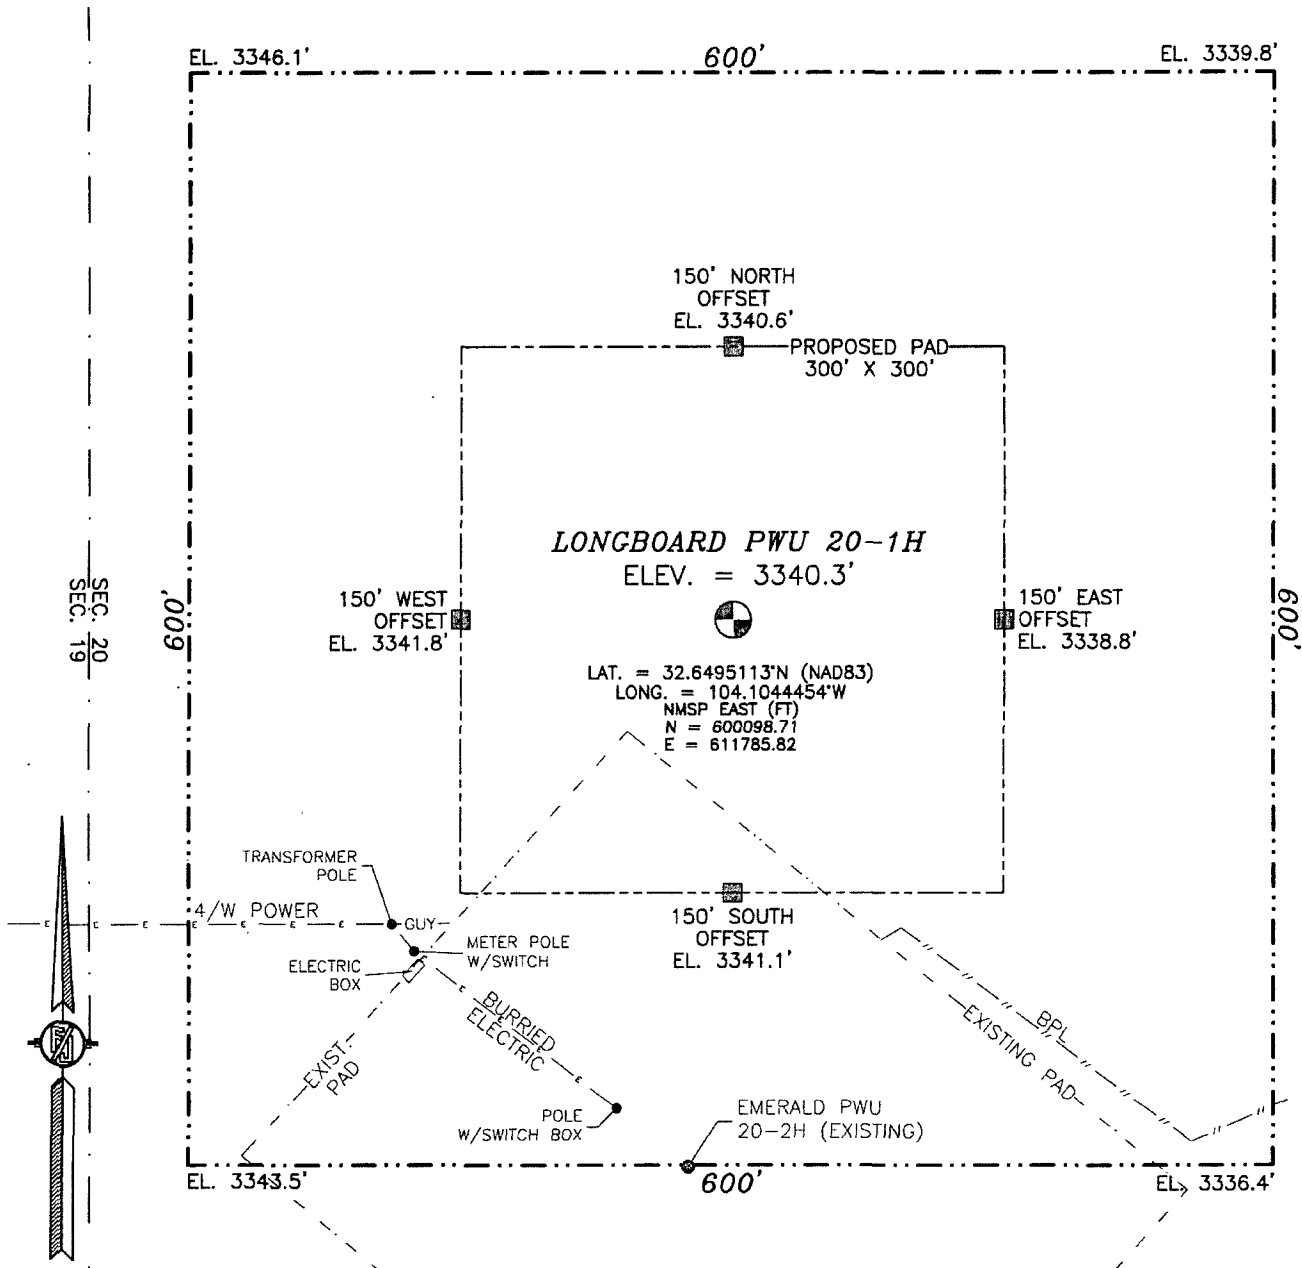 EL. 3346.1'
600'
EL. 3339.8'
150' NORTH
OFFSET
EL. 3340.6'
PROPOSED PAD
300' X 300'
LONGBOARD PWU 20-1H
ELEV. = 3340.3'
SEC. 20
SEC. 19
600'
150' WEST
OFFSET
EL. 3341.8'
150' EAST
OFFSET
EL. 3338.8'
600'
LAT. = 32.6495113°N (NAD83)
LONG. = 104.1044454°W
NMSP EAST (FT)
N = 600098.71
E = 611785.82
TRANSFORMER
POLE
4/W POWER
E E E E E E E
GUY
METER POLE
W/SWITCH
ELECTRIC
BOX
150' SOUTH
OFFSET
EL. 3341.1'
E
BURRIED
E
ELECTRIC
E
EXIST.
PAD
BPL
EXISTING PAD
POLE
W/SWITCH BOX
EMERALD PWU
20-2H (EXISTING)
EL. 3343.5'
600'
EL. 3336.4'